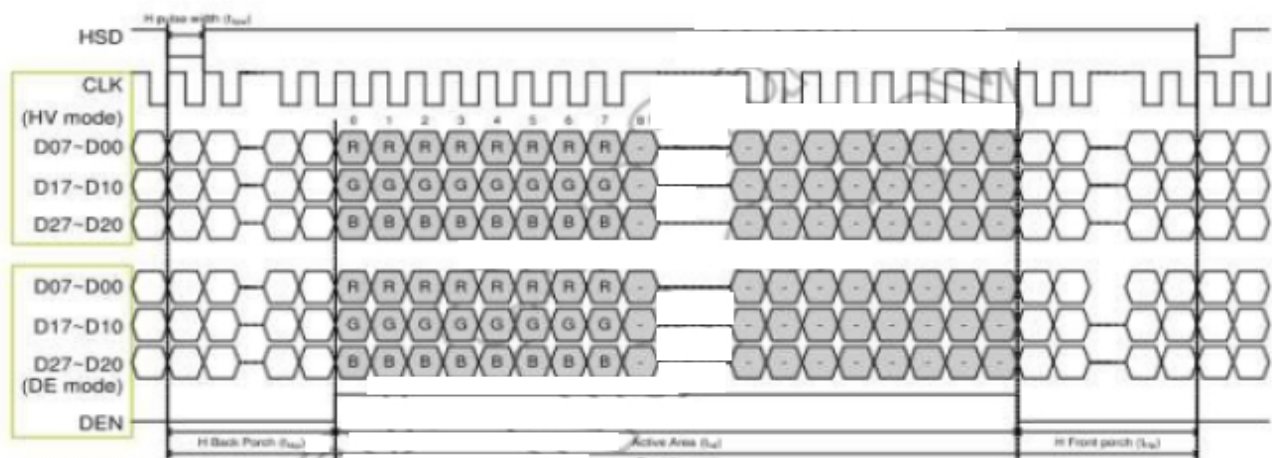 H pulse width (t
HSD
CLK
(HV mode)
0 1 2 3 4 5 6 7 8
D07~D00 R R R R R R R R -  - - - - - - - -
D17~D10 G G G G G G G G -  - - - - - - - -
D27~D20 B B B B B B B B -  - - - - - - - -
D07~D00 R R R R R R R R -  - - - - - - - -
D17~D10 G G G G G G G G -  - - - - - - - -
D27~D20 B B B B B B B B -  - - - - - - - -
(DE mode)
DEN
H Back Porch Active Area H Front porch